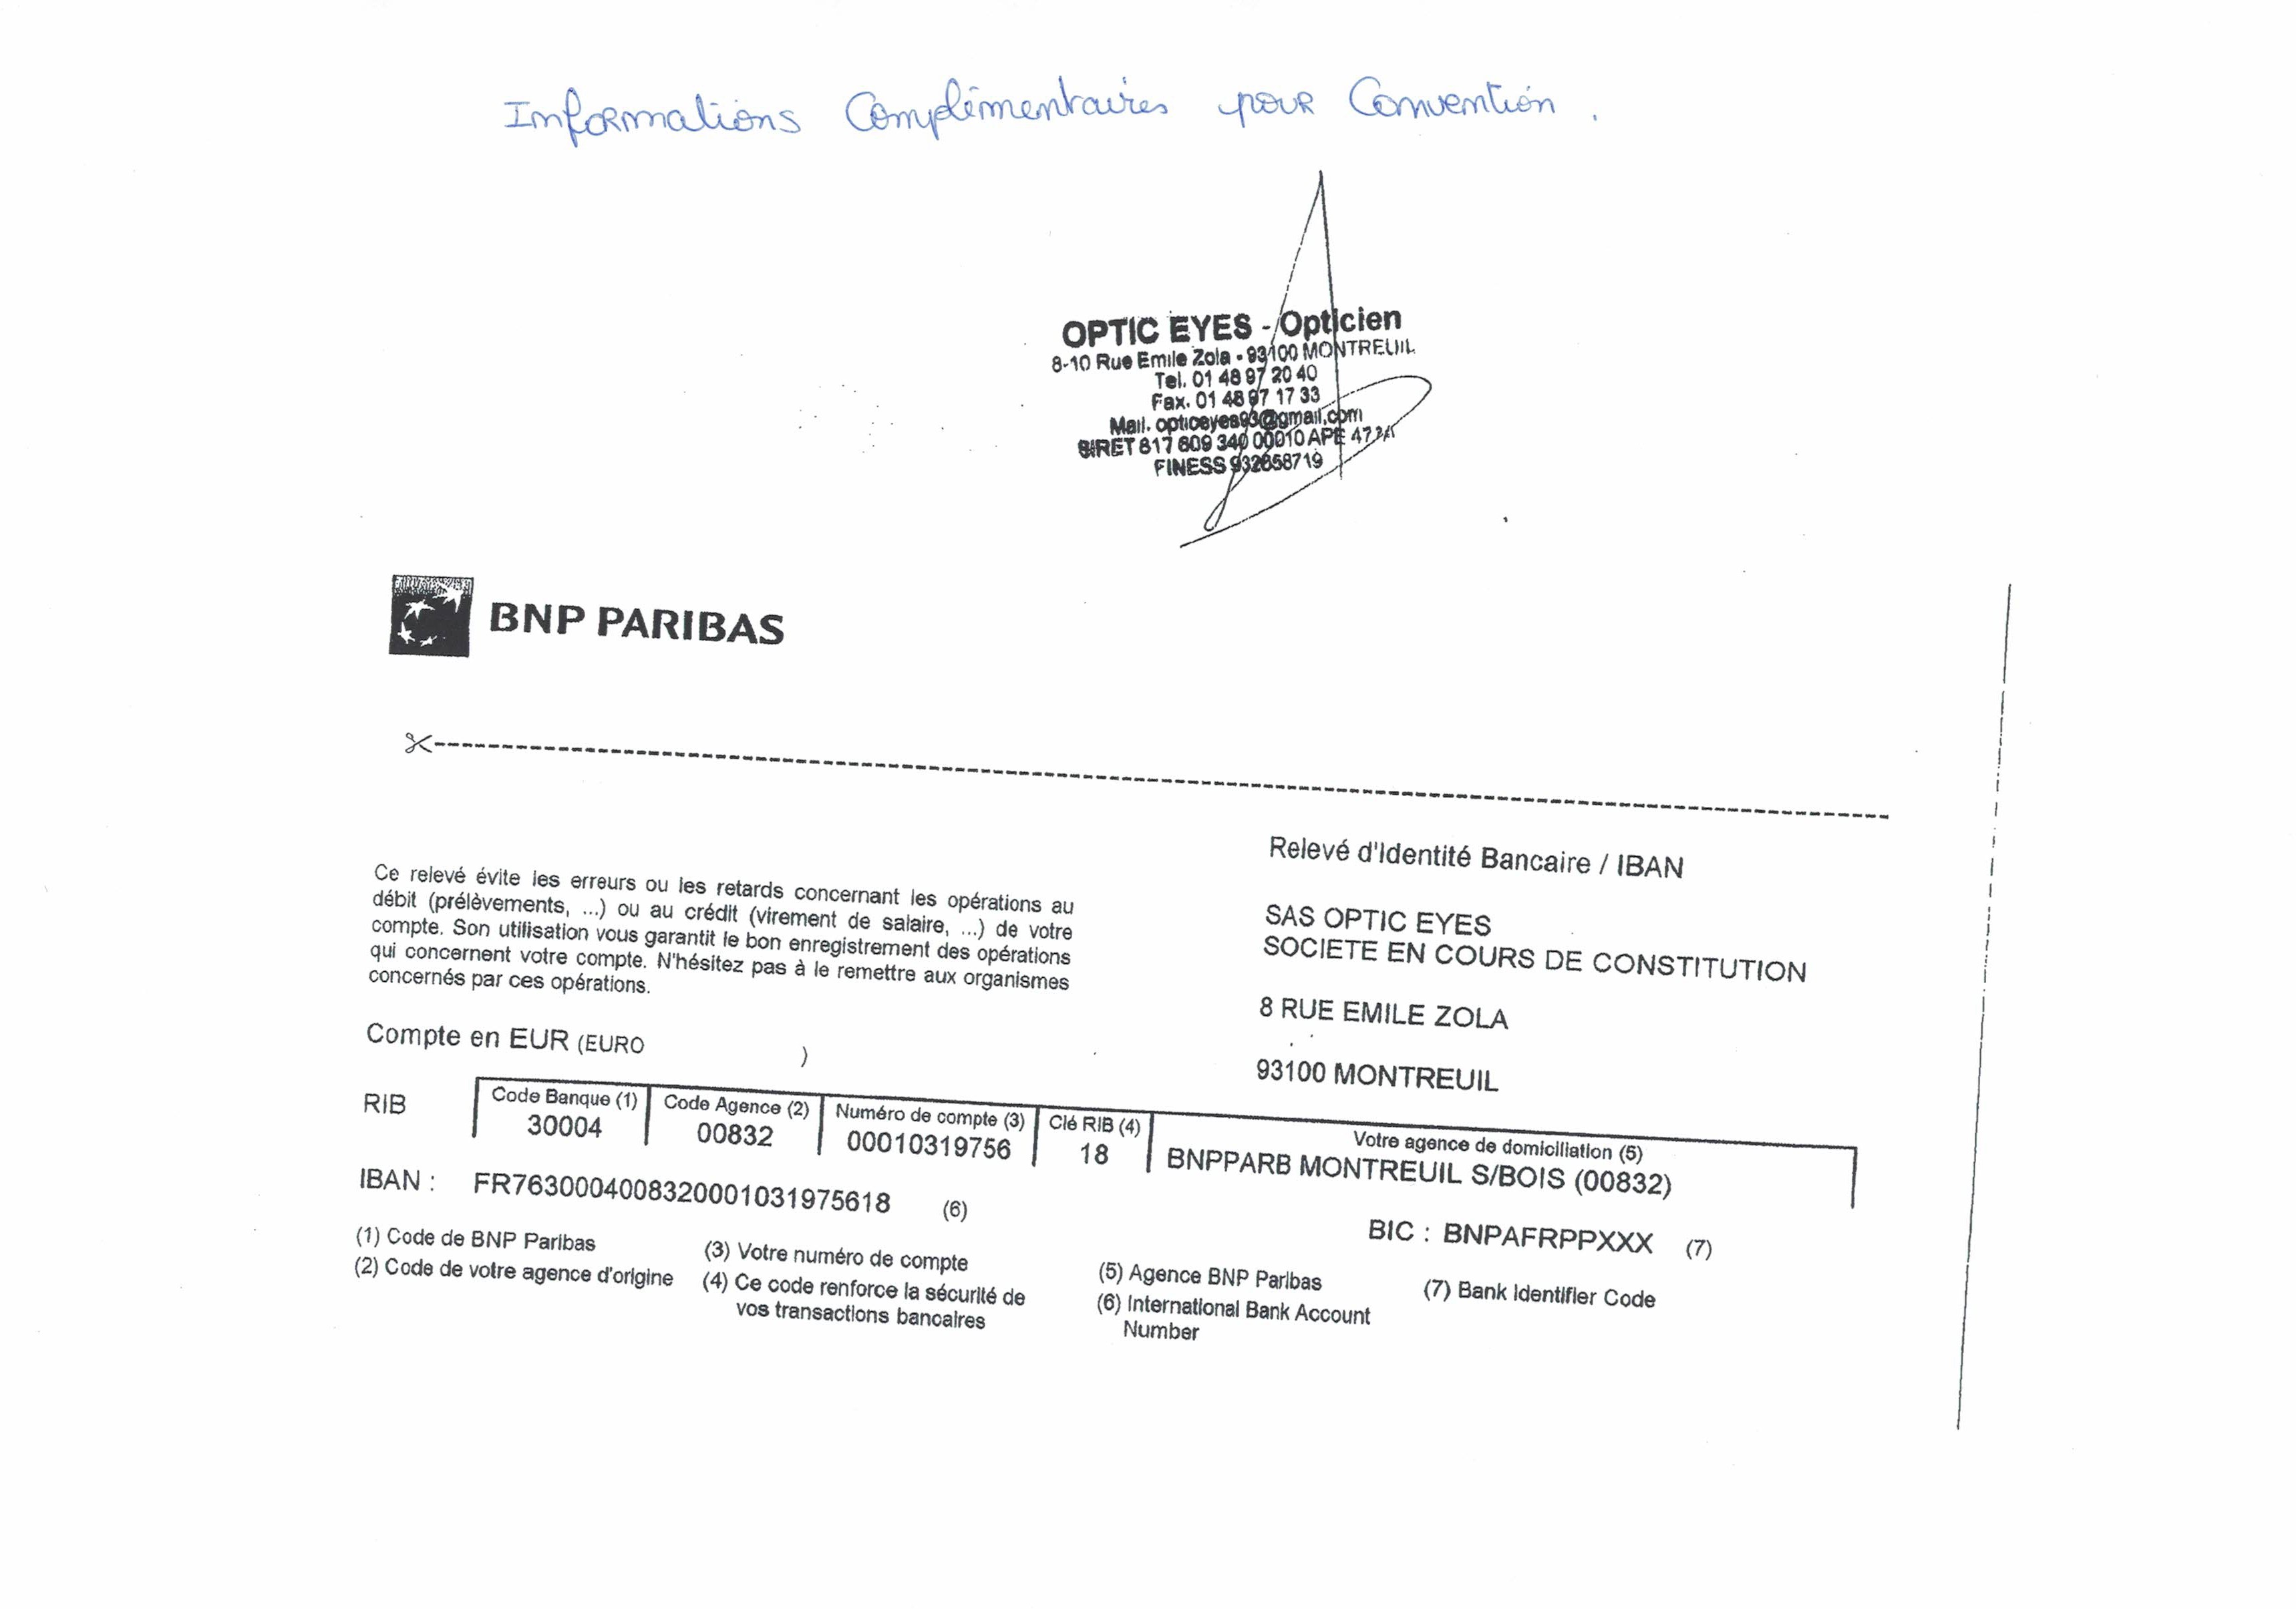 Informations Complémentaires pour Convention.
OPTIC EYES - Opticien
8-10 Rue Emile Zola - 93100 MONTREUIL
Tel. 01 48 97 20 40
Fax. 01 48 97 17 33
Mail. opticeyes93@gmail.com
SIRET 817 609 340 00010 APE
FINESS 932658719
BNP PARIBAS
Relevé d'Identité Bancaire / IBAN
Ce relevé évite les erreurs ou les retards concernant les opérations au
débit (prélèvements, ...) ou au crédit (virement de salaire, ...) de votre
compte. Son utilisation vous garantit le bon enregistrement des opérations
qui concernent votre compte. N'hésitez pas à le remettre aux organismes
concernés par ces opérations.
SAS OPTIC EYES
SOCIETE EN COURS DE CONSTITUTION
8 RUE EMILE ZOLA
93100 MONTREUIL
Compte en EUR (EURO )
RIB
Code Banque (1) Code Agence (2) Numéro de compte (3) Clé RIB (4) Votre agence de domiciliation (5)
30004 00832 00010319756 18 BNPPARB MONTREUIL S/BOIS (00832)
IBAN : FR7630004008320001031975618 (6)
BIC : BNPAFRPPXXX (7)
(1) Code de BNP Paribas
(2) Code de votre agence d'origine
(3) Votre numéro de compte
(4) Ce code renforce la sécurité de
vos transactions bancaires
(5) Agence BNP Paribas
(6) International Bank Account
Number
(7) Bank Identifier Code